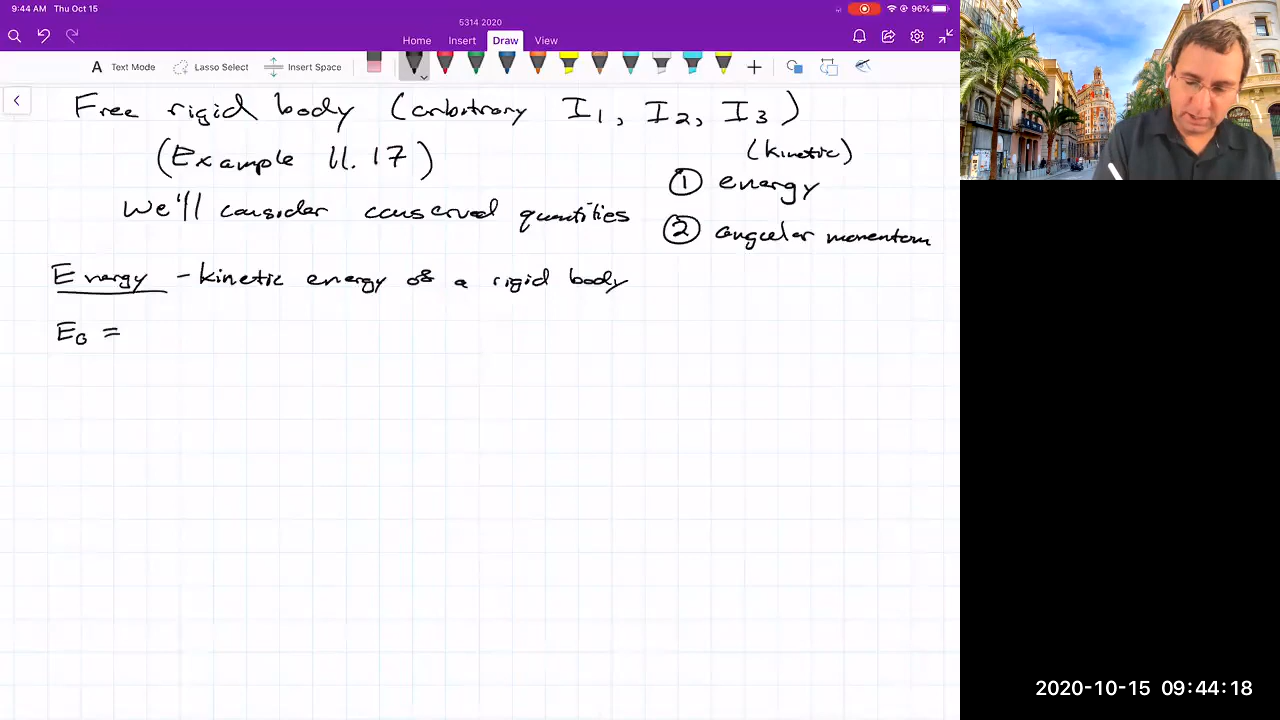 9:44 AM Thu Oct 15
96%
5314 2020
Home Insert Draw View
Text Mode Lasso Select Insert Space
Free rigid body (arbitrary I1, I2, I3)
(Example 11.17)
(kinetic)
① energy
We'll consider conserved quantities
② angular momentum
Energy - kinetic energy of a rigid body
EG =
2020-10-15 09:44:18